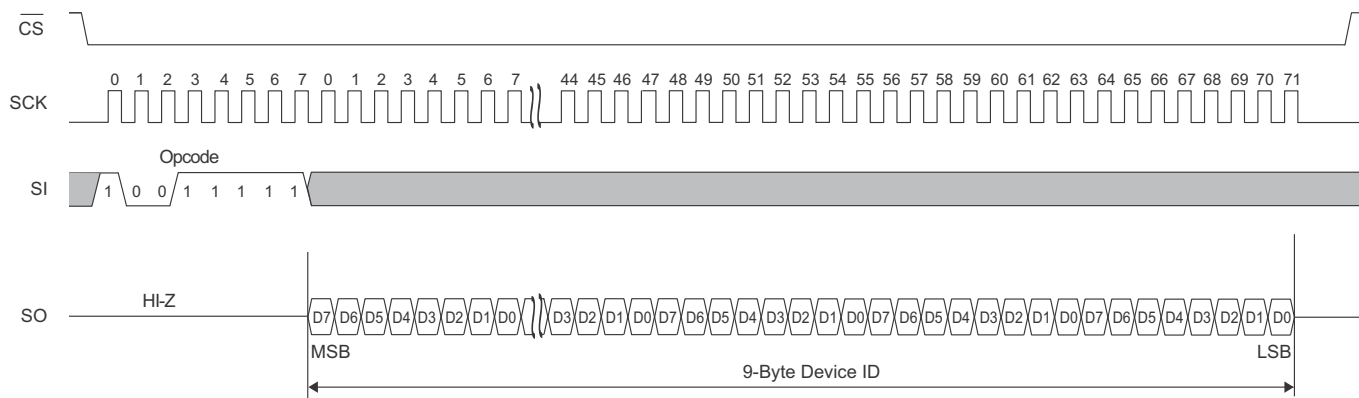 CS
0 1 2 3 4 5 6 7 0 1 2 3 4 5 6 7 44 45 46 47 48 49 50 51 52 53 54 55 56 57 58 59 60 61 62 63 64 65 66 67 68 69 70 71
SCK
Opcode
SI 1 0 0 1 1 1 1 1
HI-Z
SO D7 D6 D5 D4 D3 D2 D1 D0 D3 D2 D1 D0 D7 D6 D5 D4 D3 D2 D1 D0 D7 D6 D5 D4 D3 D2 D1 D0 D7 D6 D5 D4 D3 D2 D1 D0
MSB LSB
9-Byte Device ID